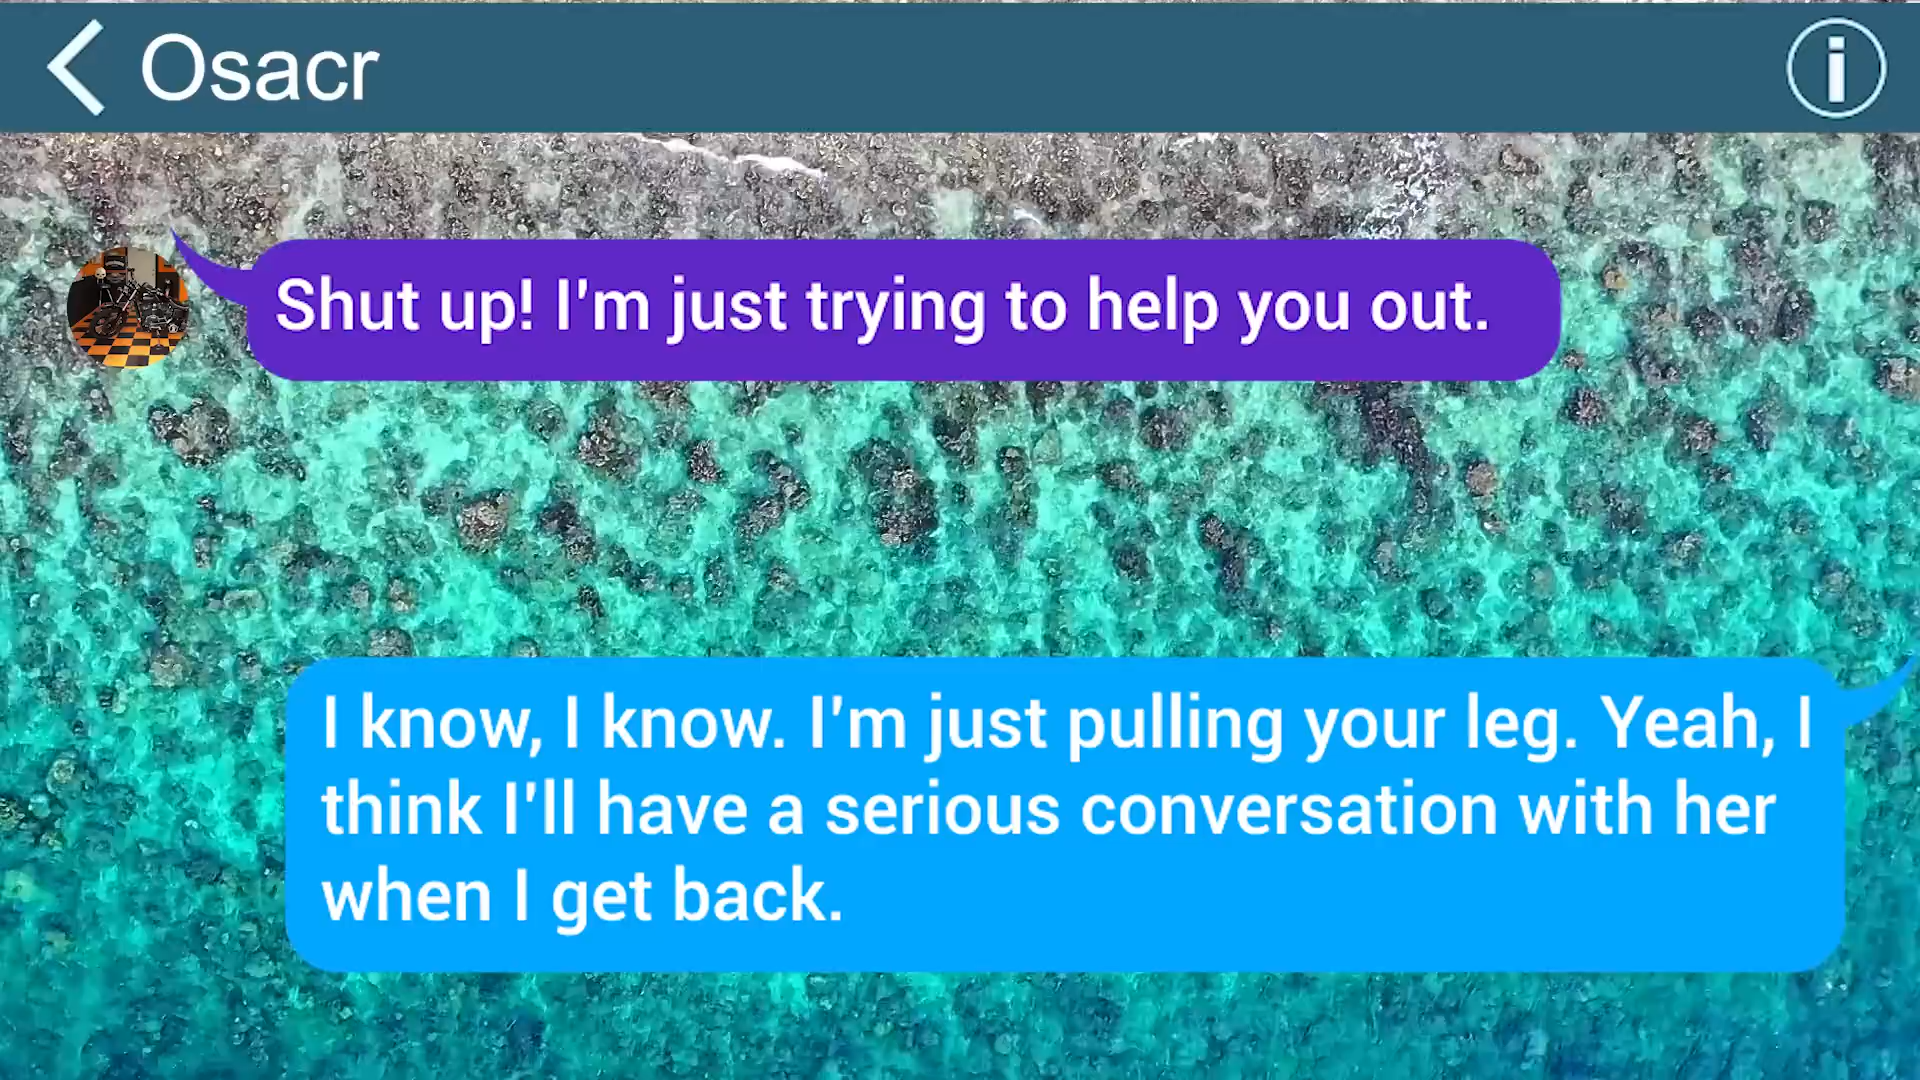 Osacr
Shut up! I'm just trying to help you out.
I know, I know. I'm just pulling your leg. Yeah, I
think I'll have a serious conversation with her
when I get back.